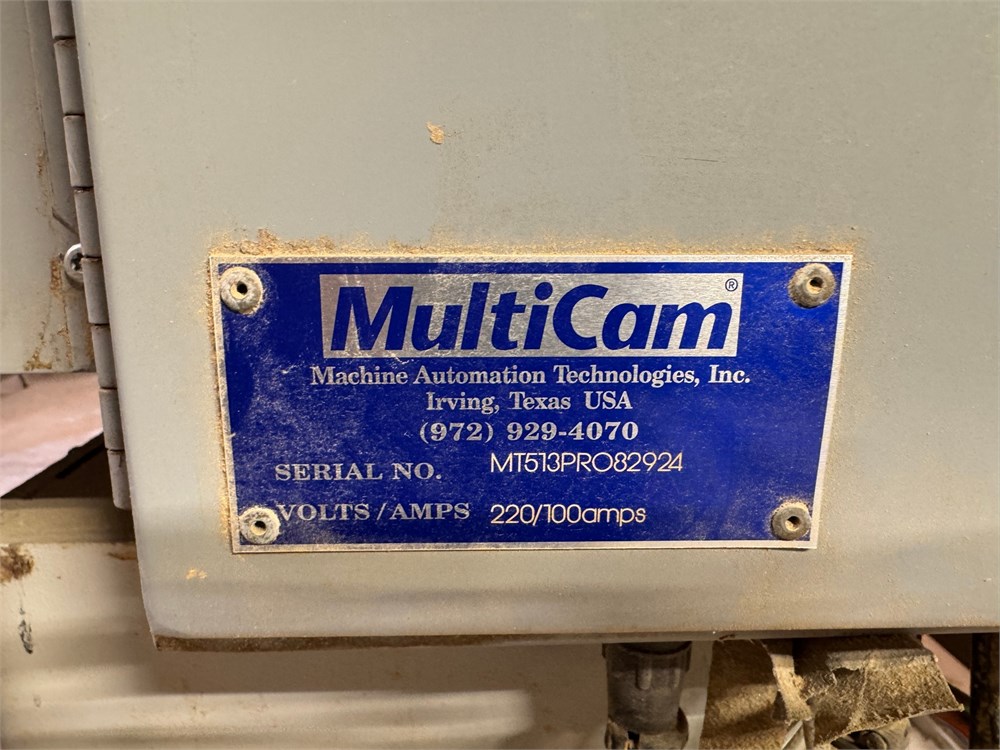 MultiCam®
Machine Automation Technologies, Inc.
Irving, Texas USA
(972) 929-4070
SERIAL NO. MT513PRO82924
VOLTS/AMPS 220/100amps